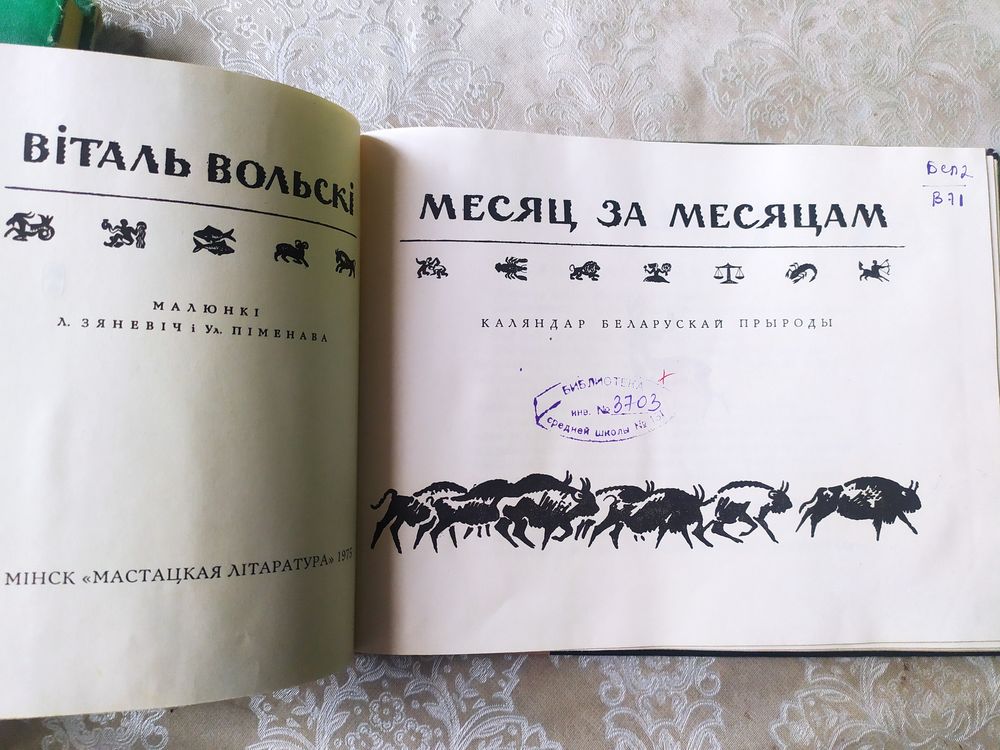 ВІТАЛЬ ВОЛЬСКІ
МАЛЮНКІ
Л. ЗЯНЕВІЧ і Ул. ПІМЕНАВА
МІНСК «МАСТАЦКАЯ ЛІТАРАТУРА» 1975
МЕСЯЦ ЗА МЕСЯЦАМ
КАЛЯНДАР БЕЛАРУСКАЙ ПРЫРОДЫ
БИБЛИОТЕКА
инв. № 3703
средней школы №
Бел2
В71